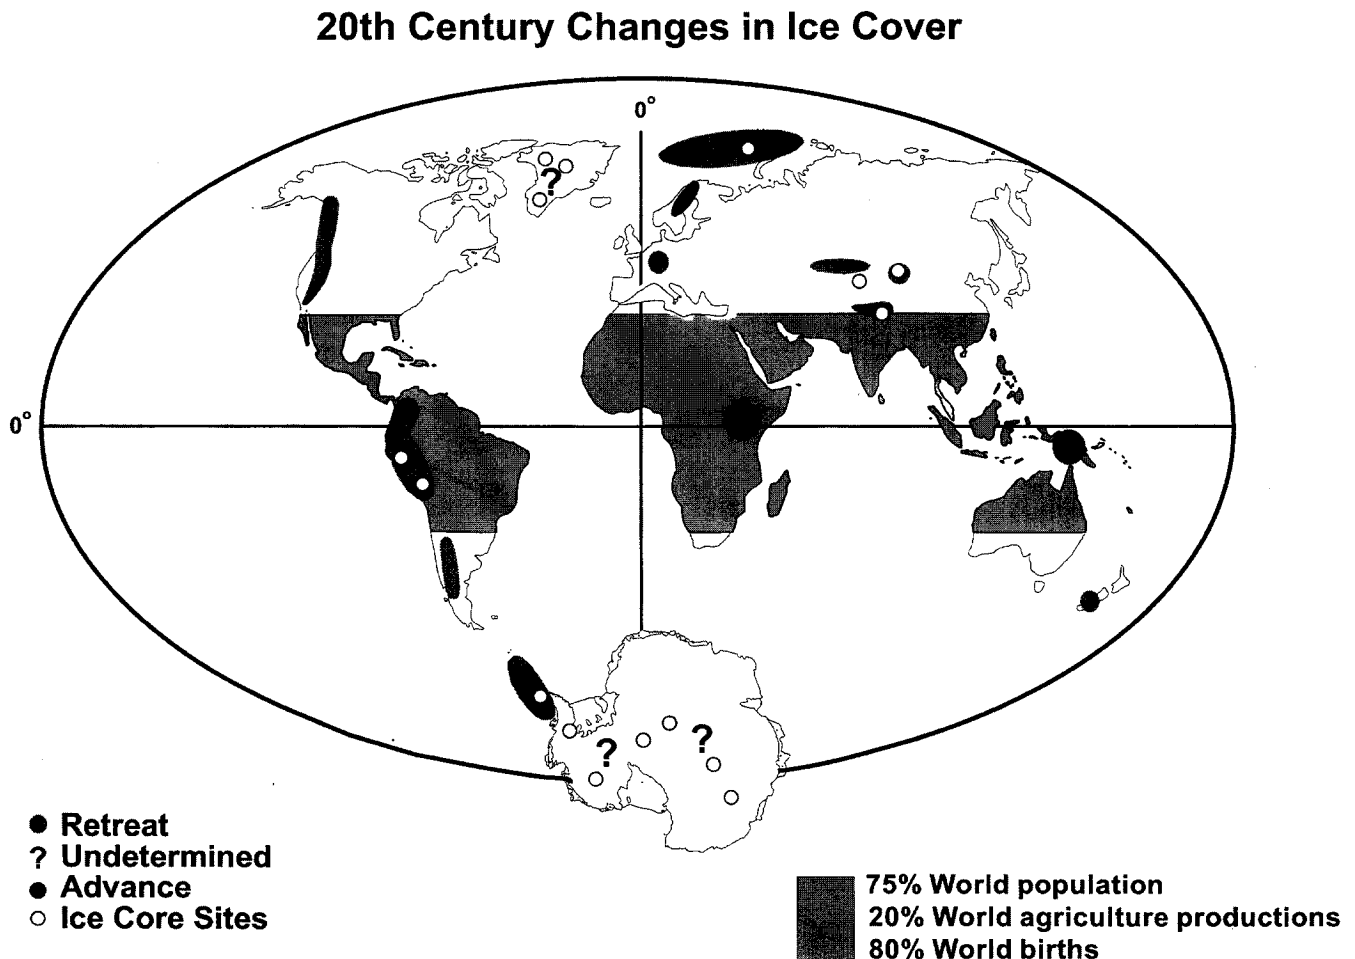 20th Century Changes in Ice Cover
0°
?
0°
?
?
Retreat
? Undetermined
Advance
Ice Core Sites
75% World population
20% World agriculture productions
80% World births